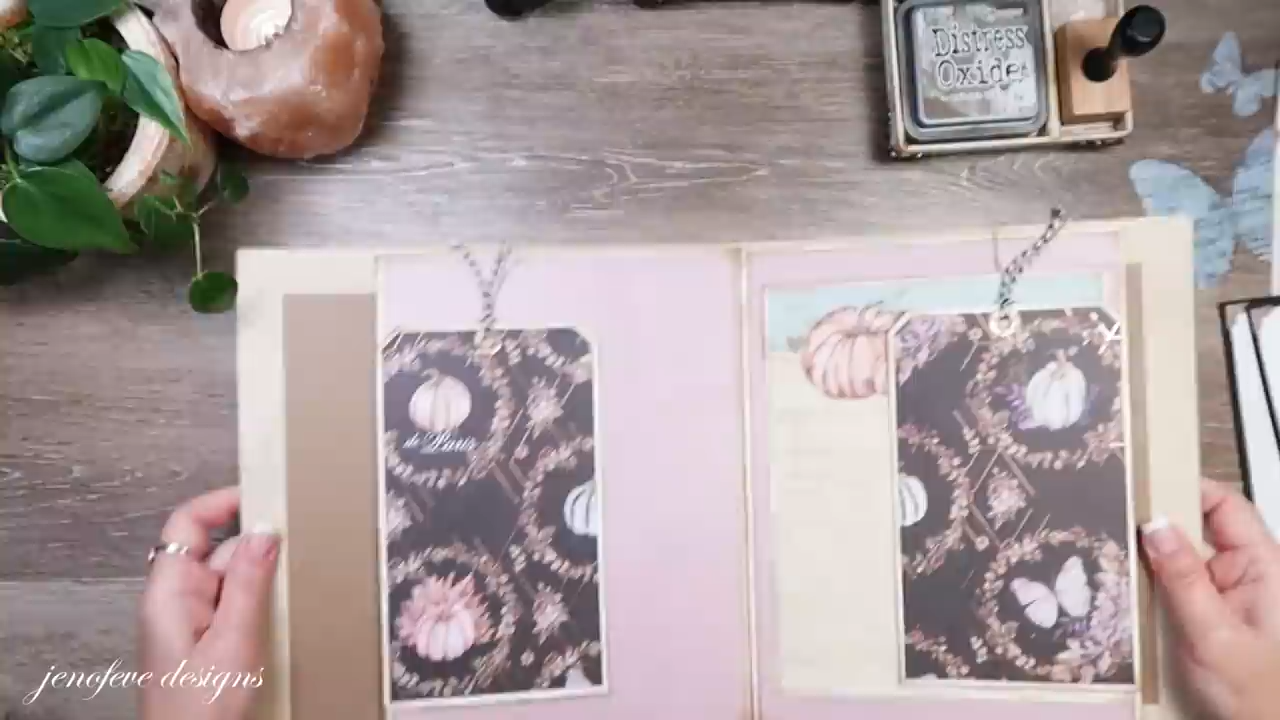 Distress
Oxide
de Paris
jenofeve designs